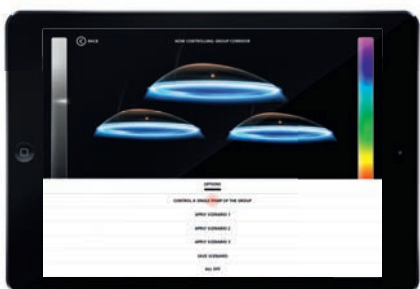 BACK
NOW CONTROLLING: GROUP CORRIDOR
OPTIONS
CONTROL A SINGLE LAMP OF THE GROUP
APPLY SCENARIO 1
APPLY SCENARIO 2
APPLY SCENARIO 3
SAVE SCENARIO
ALL OFF